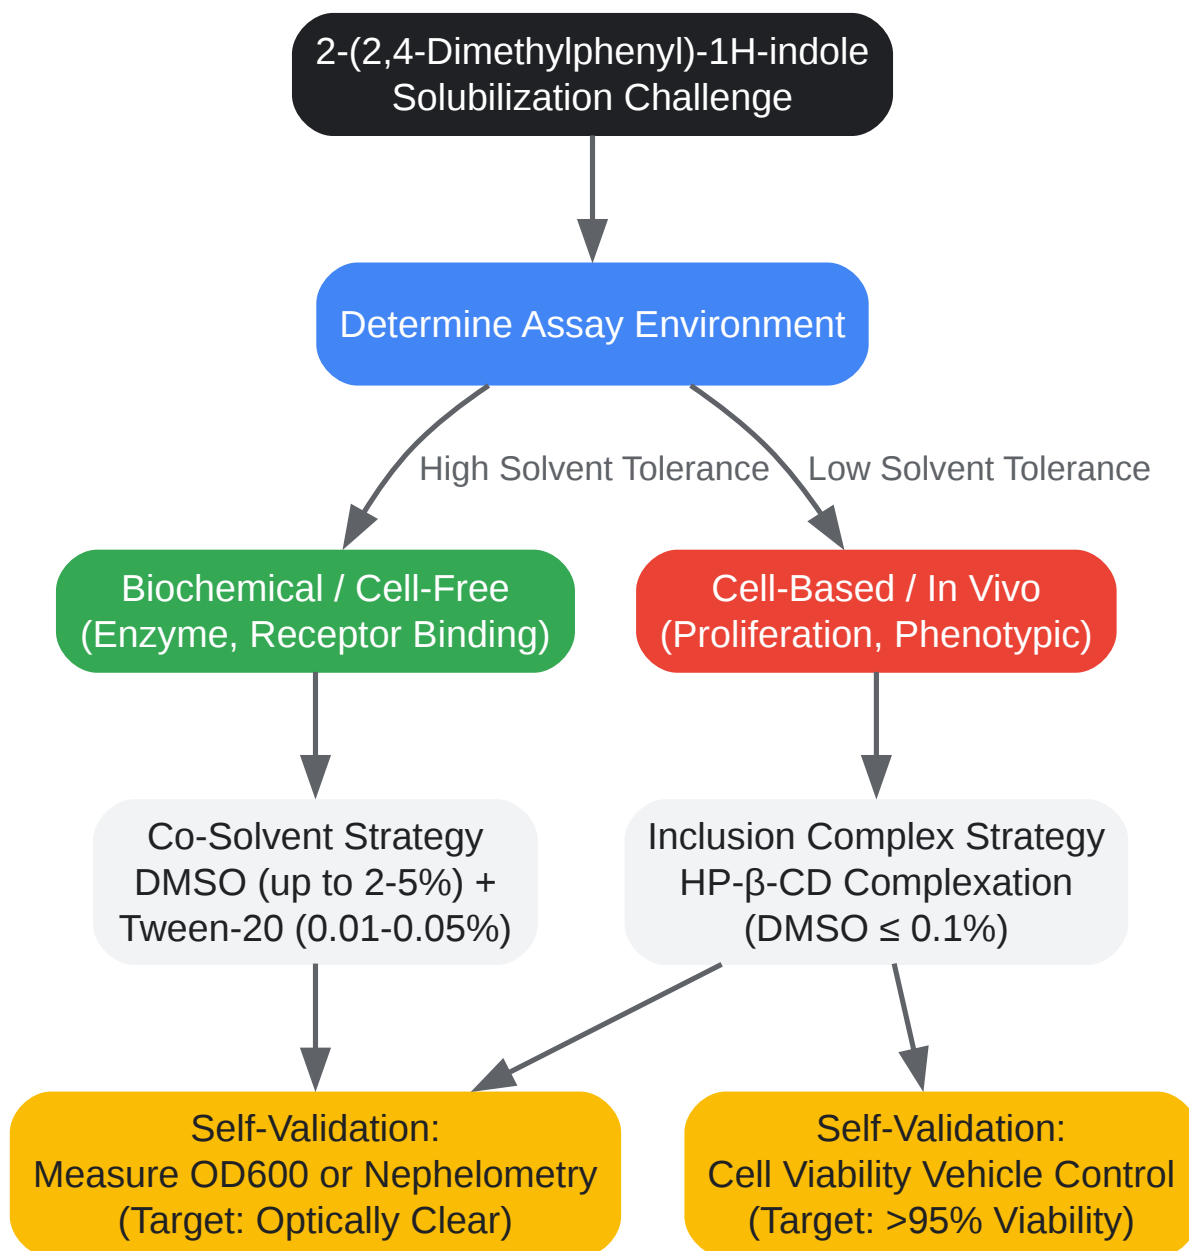 2-(2,4-Dimethylphenyl)-1H-indole
Solubilization Challenge
Determine Assay Environment
High Solvent Tolerance
Low Solvent Tolerance
Biochemical / Cell-Free
(Enzyme, Receptor Binding)
Cell-Based / In Vivo
(Proliferation, Phenotypic)
Co-Solvent Strategy
DMSO (up to 2-5%) +
Tween-20 (0.01-0.05%)
Inclusion Complex Strategy
HP-β-CD Complexation
(DMSO ≤ 0.1%)
Self-Validation:
Measure OD600 or Nephelometry
(Target: Optically Clear)
Self-Validation:
Cell Viability Vehicle Control
(Target: >95% Viability)